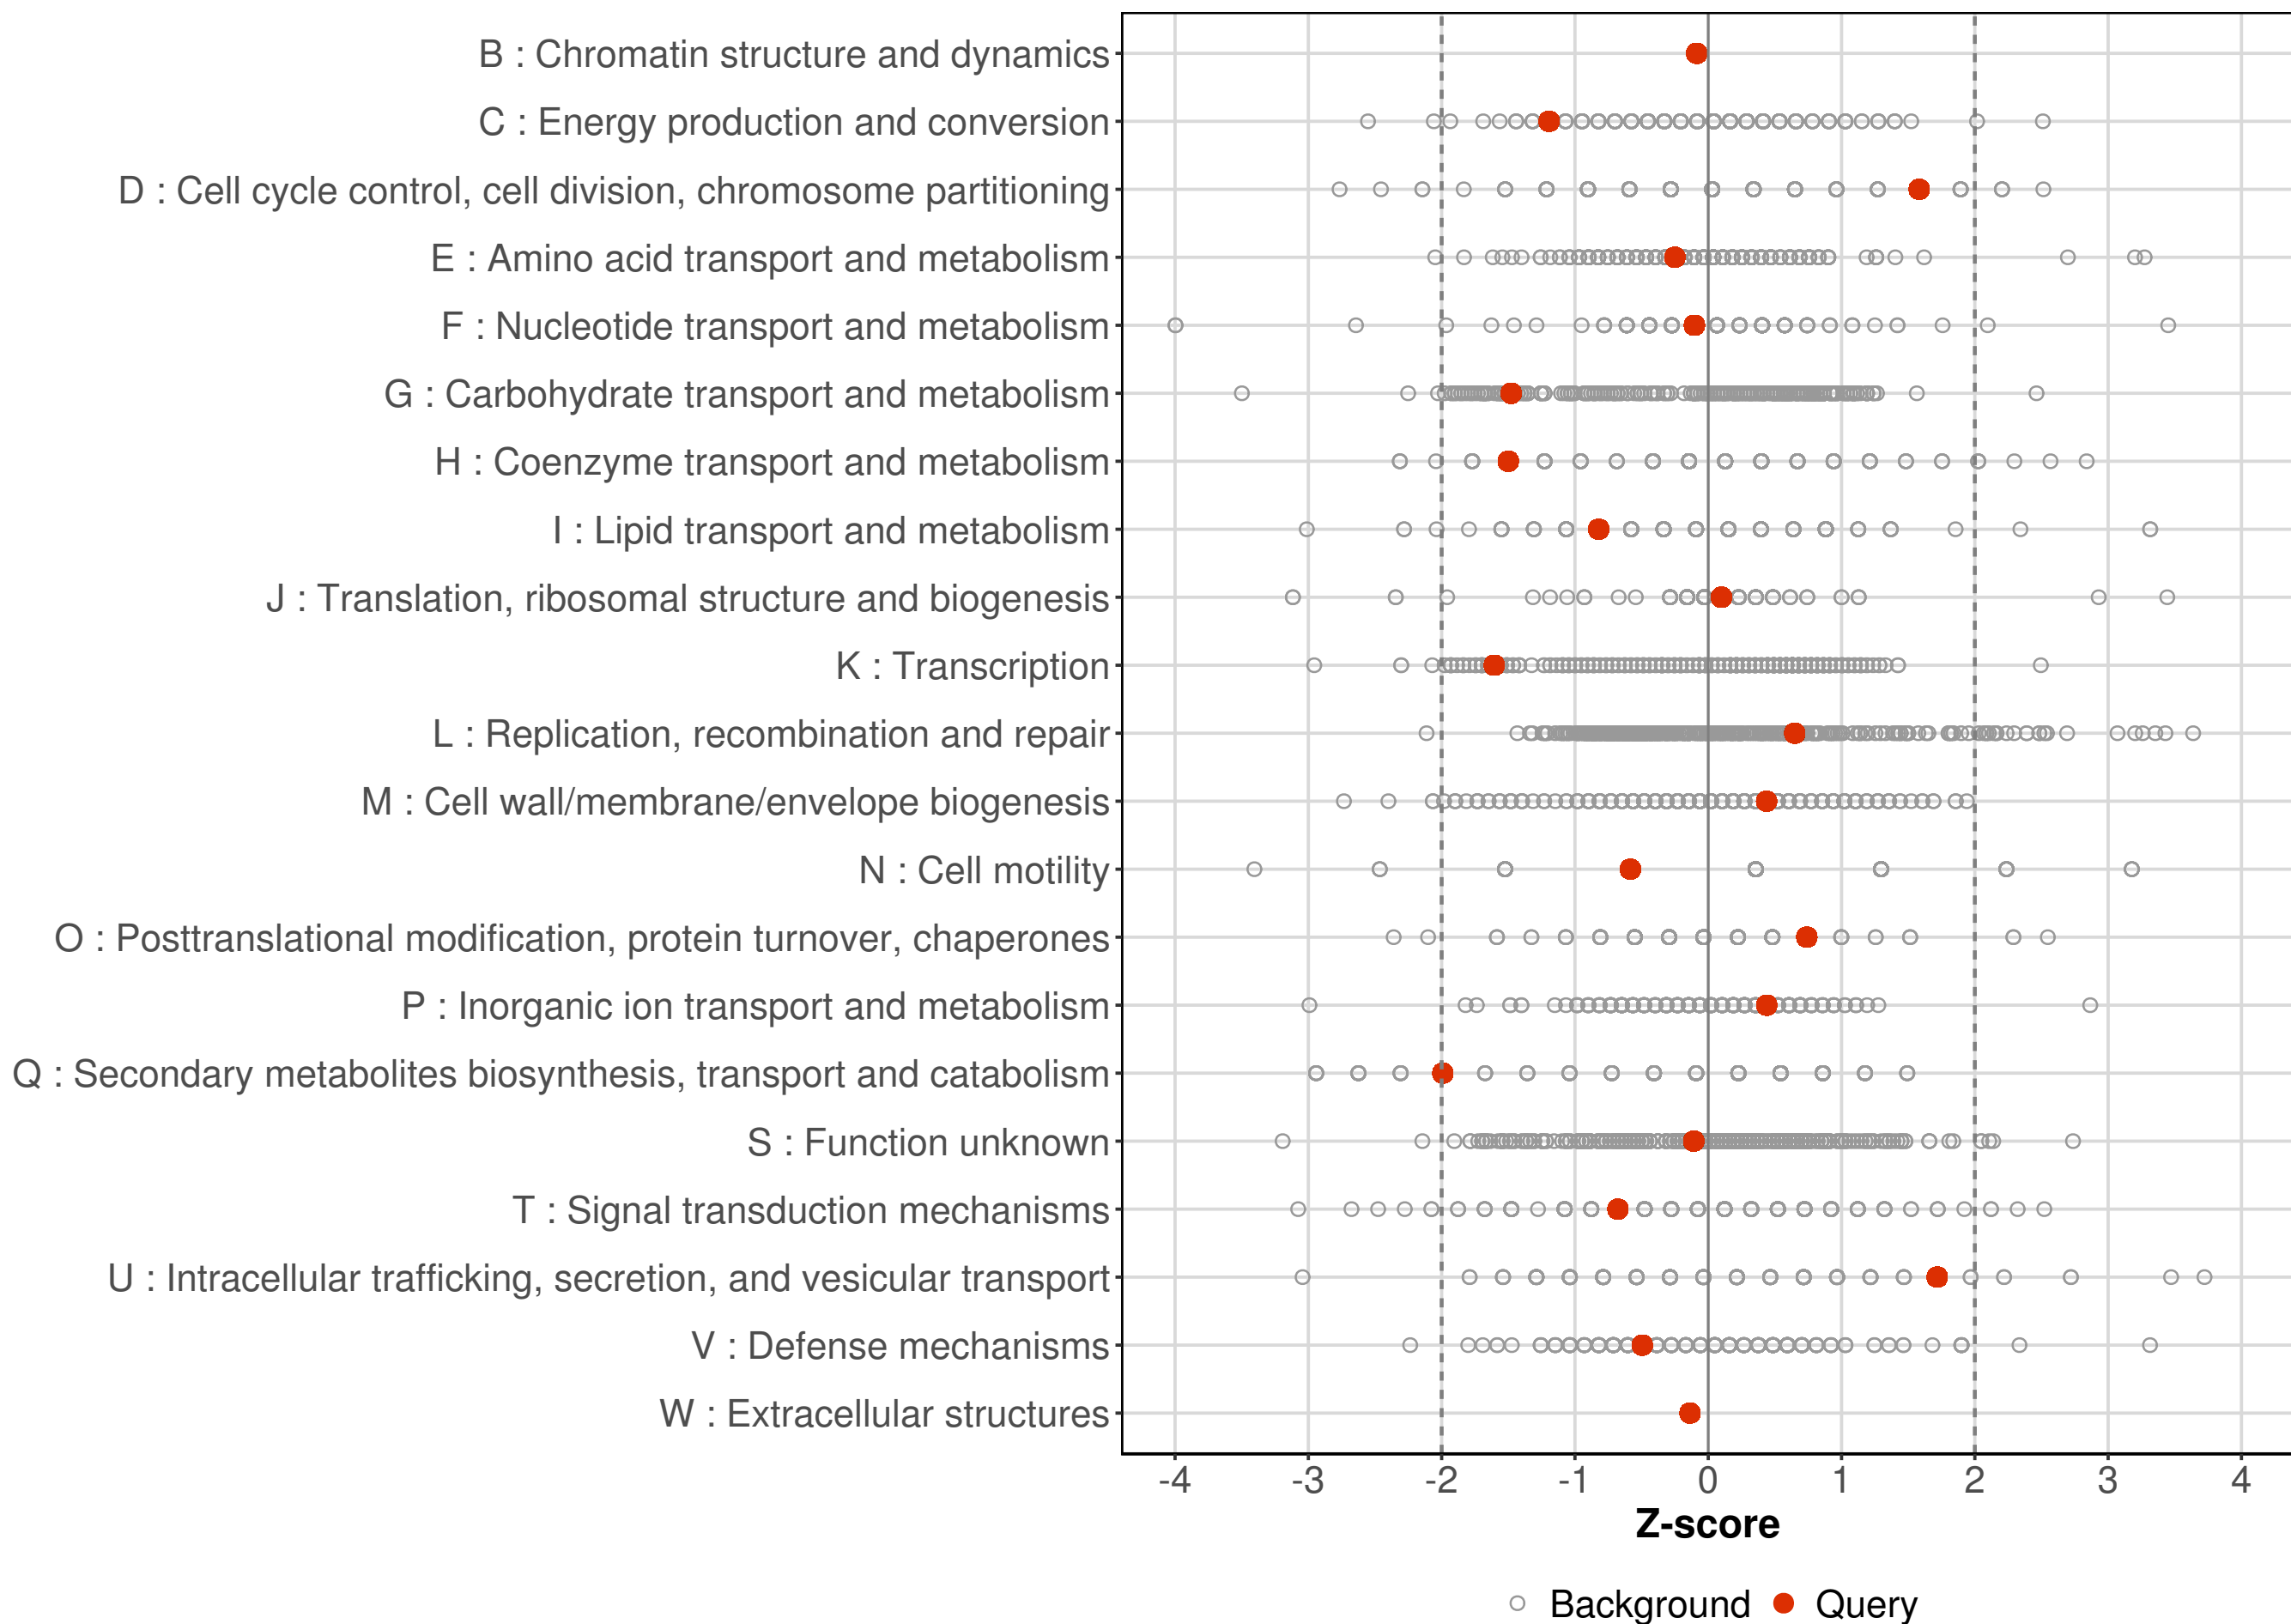 B : Chromatin structure and dynamics
C : Energy production and conversion
D : Cell cycle control, cell division, chromosome partitioning
E : Amino acid transport and metabolism
F : Nucleotide transport and metabolism
G : Carbohydrate transport and metabolism
H : Coenzyme transport and metabolism
I : Lipid transport and metabolism
J : Translation, ribosomal structure and biogenesis
K : Transcription
L : Replication, recombination and repair
M : Cell wall/membrane/envelope biogenesis
N : Cell motility
O : Posttranslational modification, protein turnover, chaperones
P : Inorganic ion transport and metabolism
Q : Secondary metabolites biosynthesis, transport and catabolism
S : Function unknown
T : Signal transduction mechanisms
U : Intracellular trafficking, secretion, and vesicular transport
V : Defense mechanisms
W : Extracellular structures
-4 -3 -2 -1 0 1 2 3 4
Z-score
Background Query